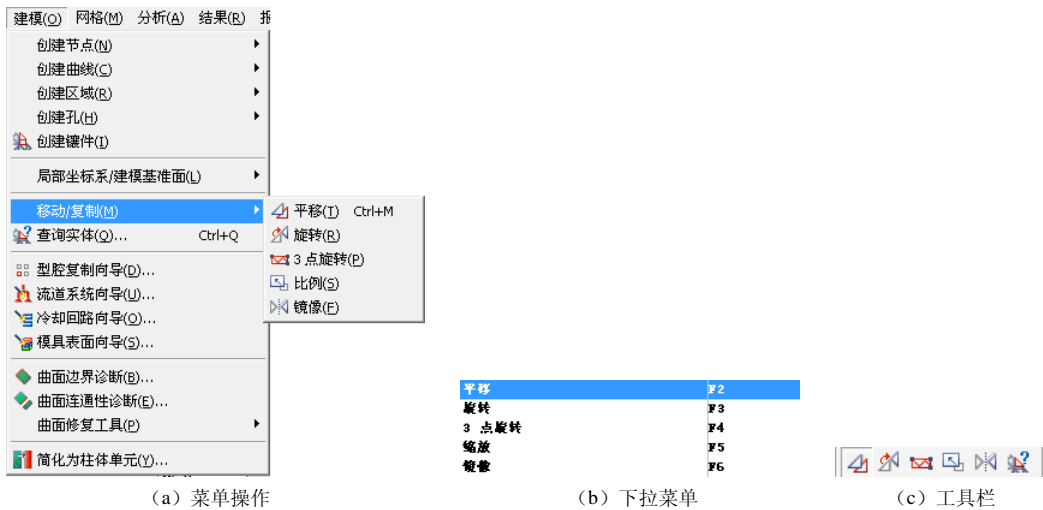 建模(O) 网格(M) 分析(A) 结果(R)
创建节点(N)
创建曲线(C)
创建区域(R)
创建孔(H)
创建镶件(I)
局部坐标系/建模基准面(L)
移动/复制(M)
平移(T) Ctrl+M
查询实体(Q)... Ctrl+Q
旋转(R)
3 点旋转(P)
型腔复制向导(D)...
比例(S)
流道系统向导(U)...
镜像(F)
冷却回路向导(O)...
模具表面向导(S)...
曲面边界诊断(B)...
曲面连通性诊断(E)...
曲面修复工具(P)
简化为柱体单元(Y)...
平移 F2
旋转 F3
3 点旋转 F4
缩放 F5
镜像 F6
（a）菜单操作
（b）下拉菜单
（c）工具栏